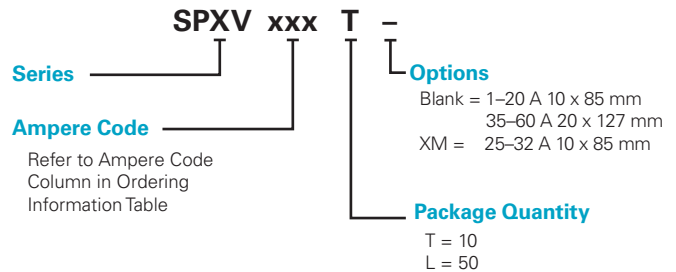 SPXV xxx T –
Series
Ampere Code
Refer to Ampere Code
Column in Ordering
Information Table
Options
Blank = 1–20 A 10 x 85 mm
35–60 A 20 x 127 mm
XM = 25–32 A 10 x 85 mm
Package Quantity
T = 10
L = 50